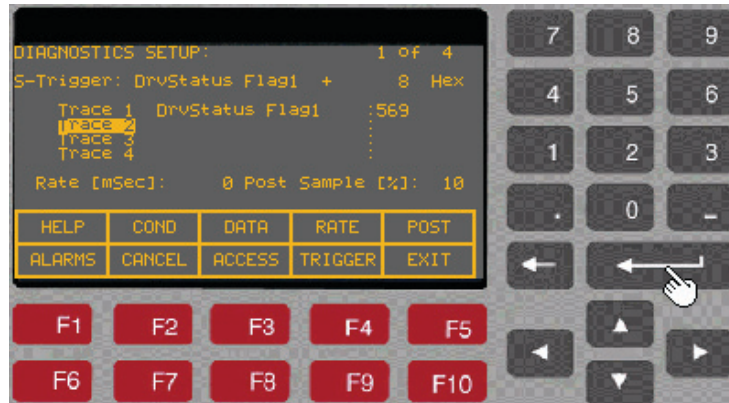 DIAGNOSTICS SETUP: 1 of 4
S-Trigger: DrvStatus Flag1 + 8 Hex
Trace 1 DrvStatus Flag1 :569
Trace 2 :
Trace 3 :
Trace 4 :
Rate [mSec]: 0 Post Sample [%]: 10
HELP COND DATA RATE POST
ALARMS CANCEL ACCESS TRIGGER EXIT
F1 F2 F3 F4 F5
F6 F7 F8 F9 F10
7 8 9
4 5 6
1 2 3
. 0 –